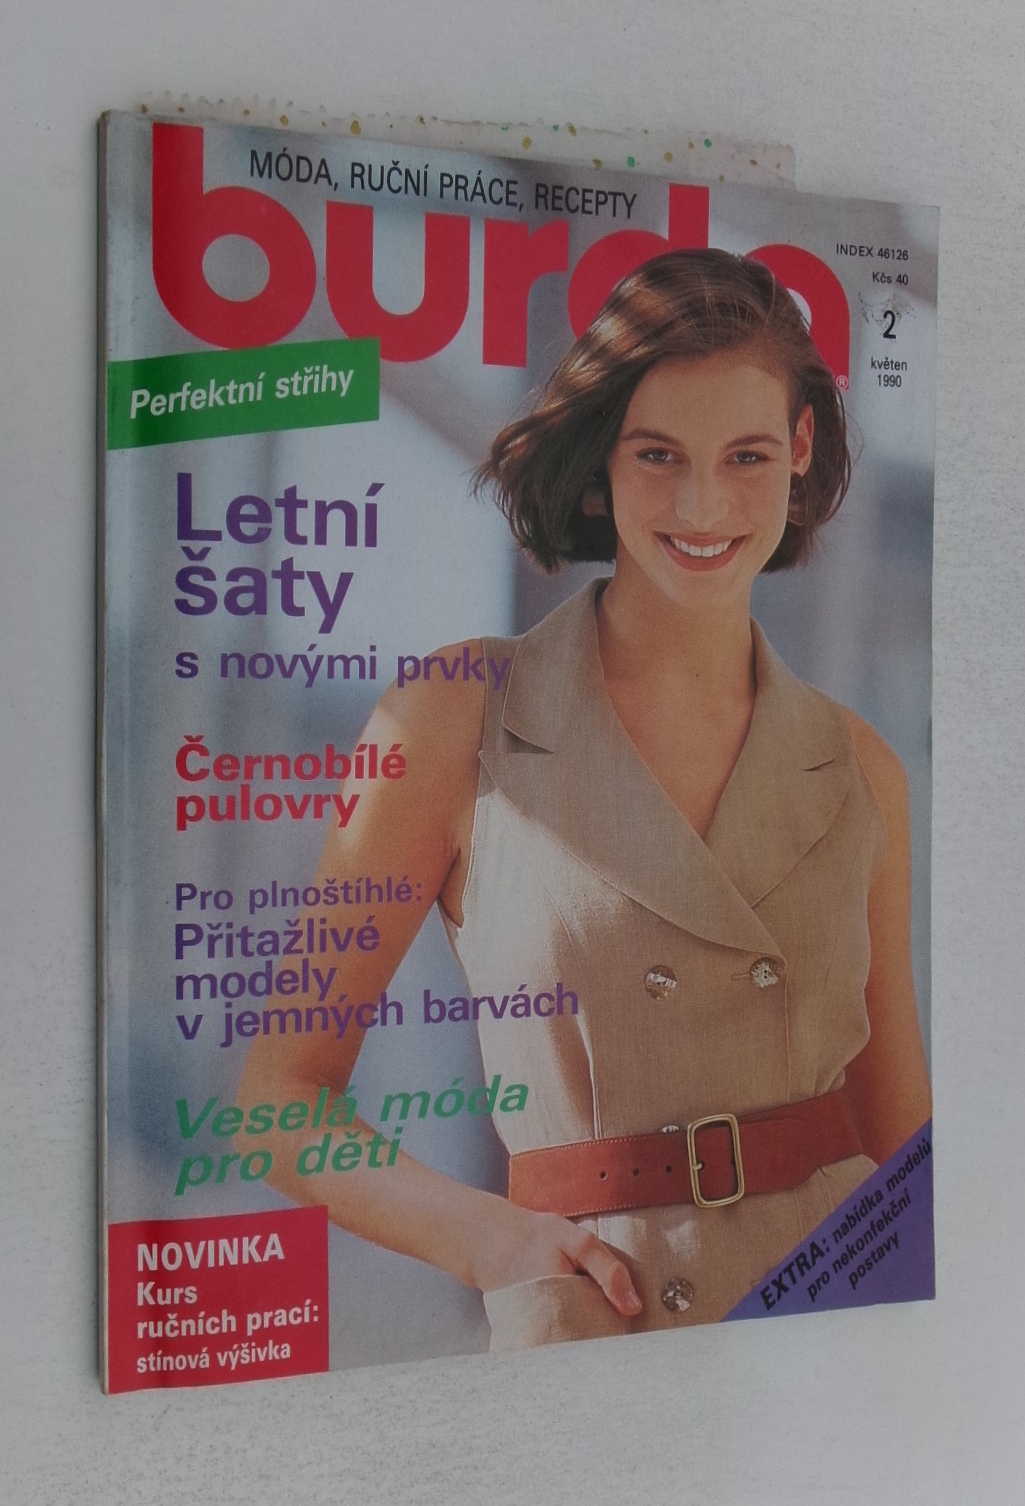 MÓDA, RUČNÍ PRÁCE, RECEPTY
burda
INDEX 46126
Kčs 40
2
květen
1990
®
Perfektní střihy
Letní
šaty
s novými prvky
Černobílé
pulovry
Pro plnoštíhlé:
Přitažlivé
modely
v jemných barvách
Veselá móda
pro děti
NOVINKA
Kurs
ručních prací:
stínová výšivka
EXTRA: nabídka modelů
pro nekonfekční
postavy